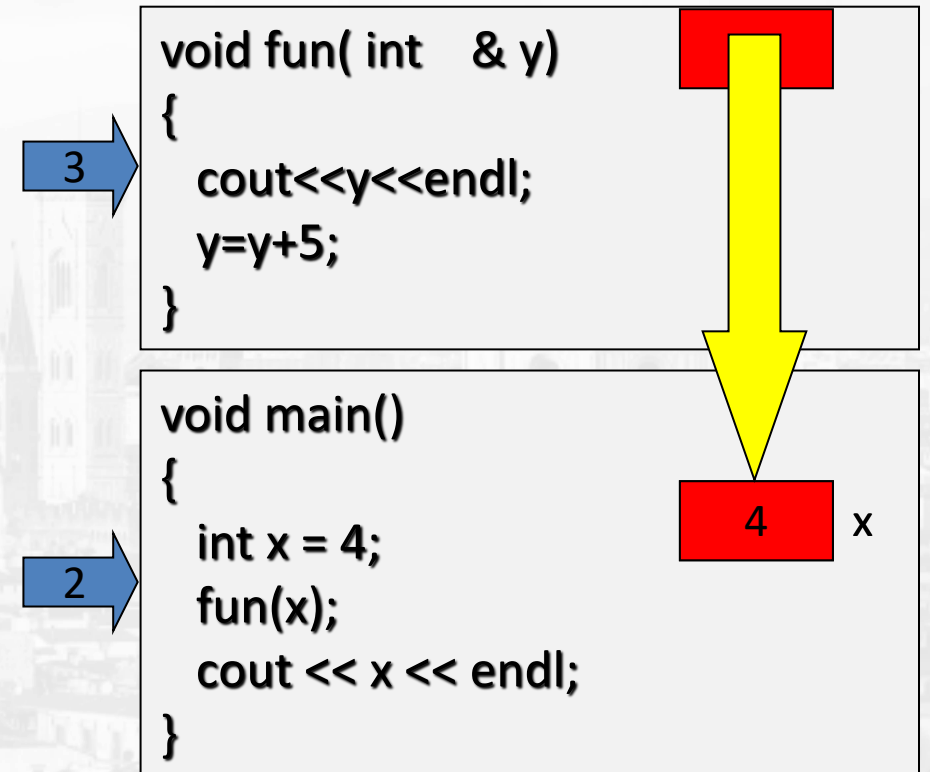 void fun( int & y)
{
3
cout<<y<<endl;
y=y+5;
}
void main()
{
int x = 4;
4 x
2
fun(x);
cout << x << endl;
}